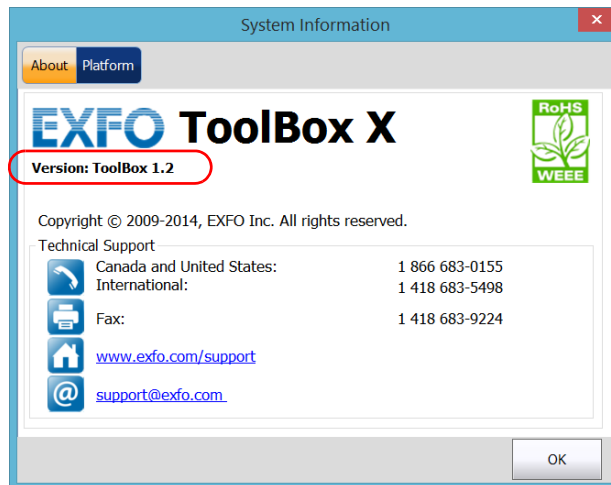 System Information
×
About Platform
EXFO ToolBox X
RoHS
WEEE
Version: ToolBox 1.2
Copyright © 2009-2014, EXFO Inc. All rights reserved.
Technical Support
Canada and United States: 1 866 683-0155
International: 1 418 683-5498
Fax: 1 418 683-9224
www.exfo.com/support
@ support@exfo.com
OK